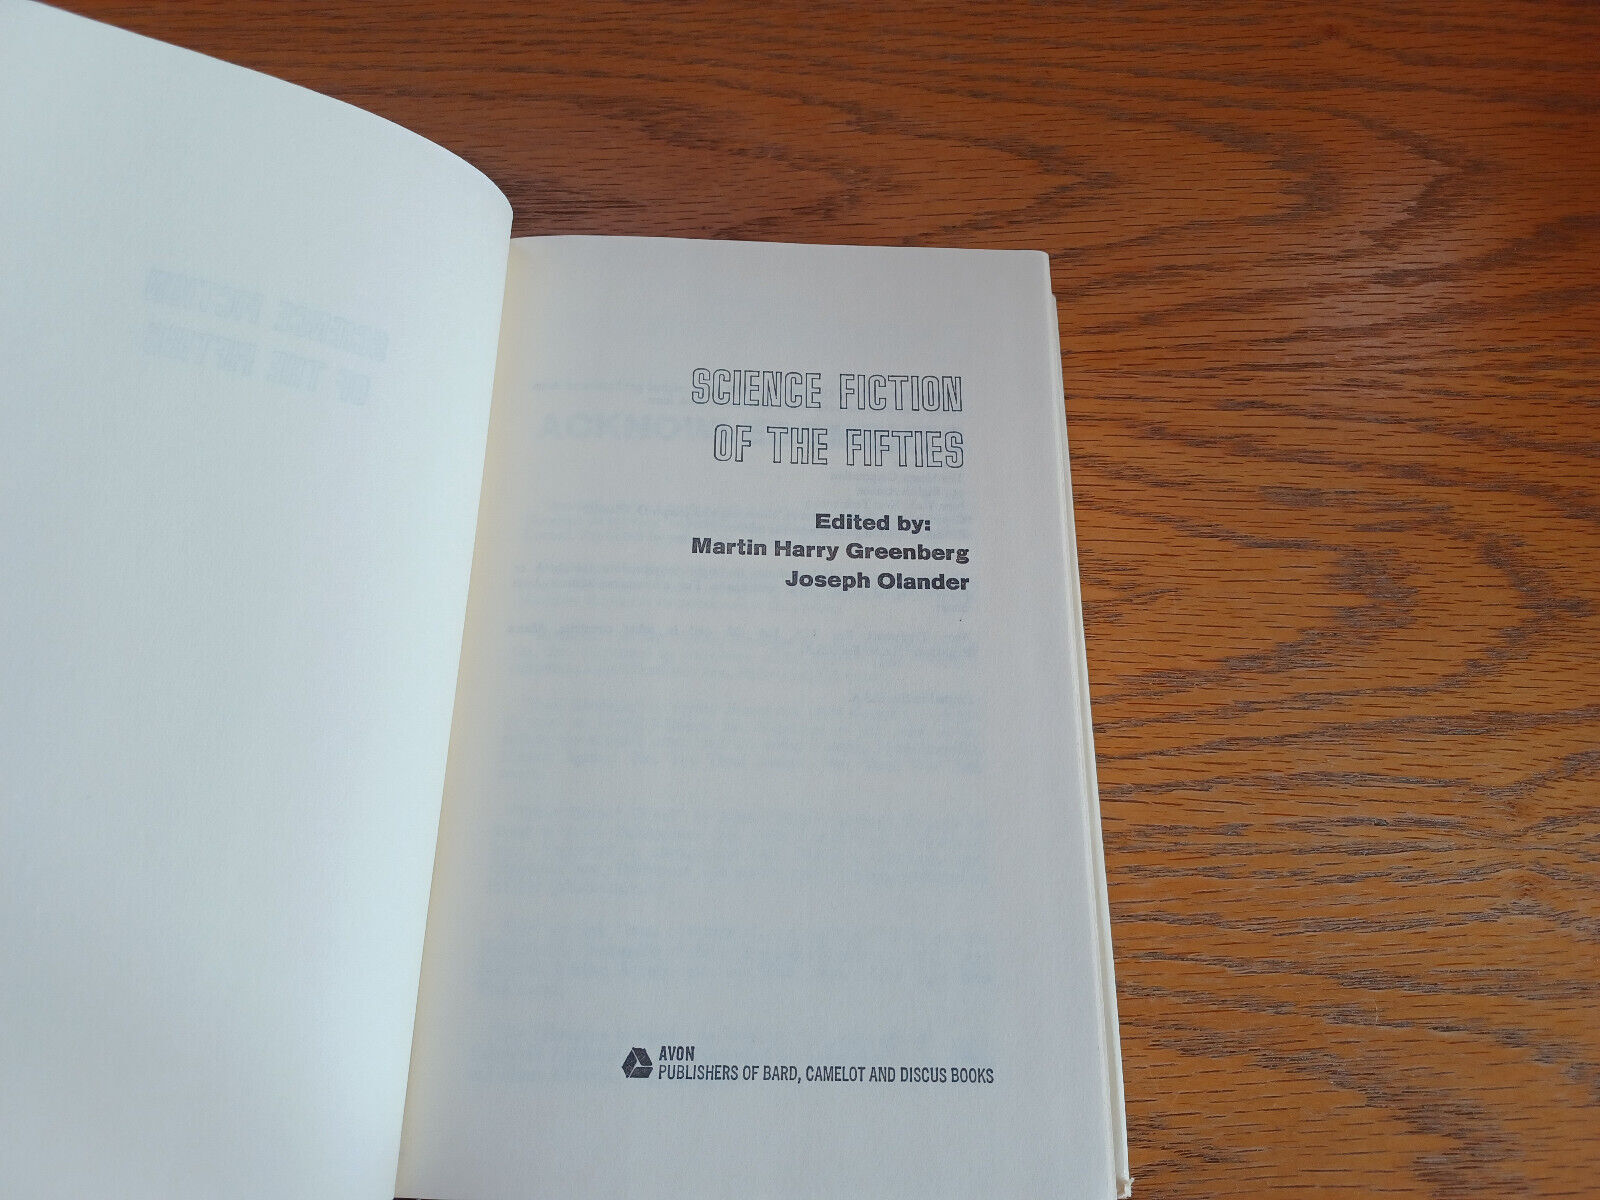 SCIENCE FICTION
OF THE FIFTIES
Edited by:
Martin Harry Greenberg
Joseph Olander
AVON
PUBLISHERS OF BARD, CAMELOT AND DISCUS BOOKS